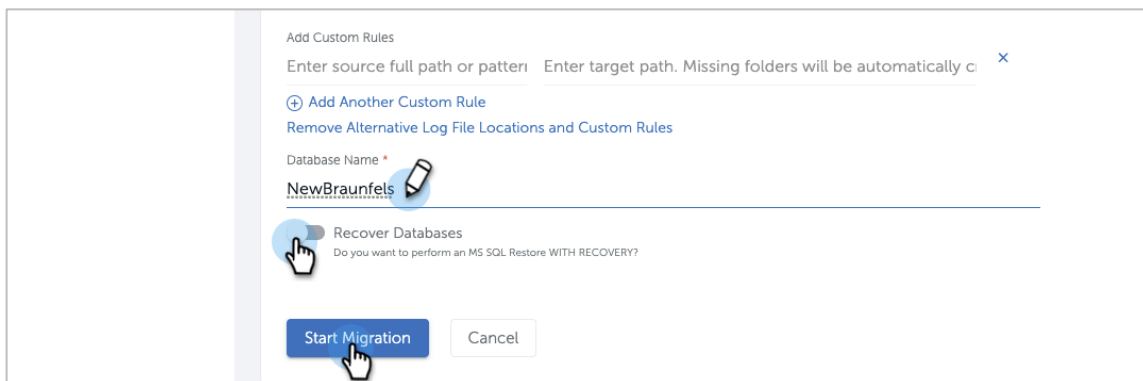 Add Custom Rules
Enter source full path or patter Enter target path. Missing folders will be automatically c
Add Another Custom Rule
Remove Alternative Log File Locations and Custom Rules
Database Name *
NewBraunfels
Recover Databases
Do you want to perform an MS SQL Restore WITH RECOVERY?
Start Migration Cancel